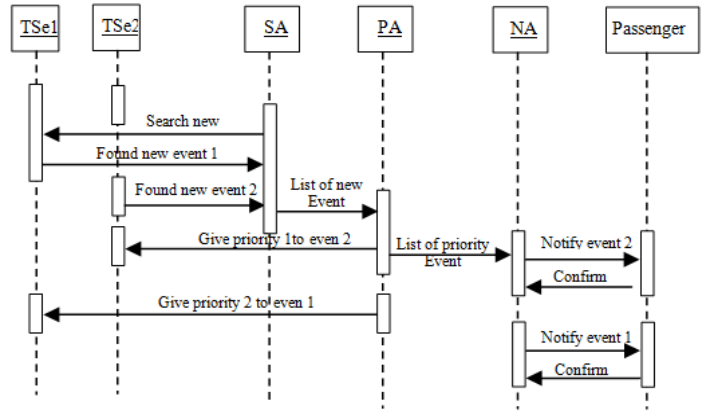 TSe1
TSe2
SA
PA
NA
Passenger
Search new
Found new event 1
Found new event 2
List of new
Event
Give priority 1to even 2
List of priority
Event
Notify event 2
Confirm
Give priority 2 to even 1
Notify event 1
Confirm